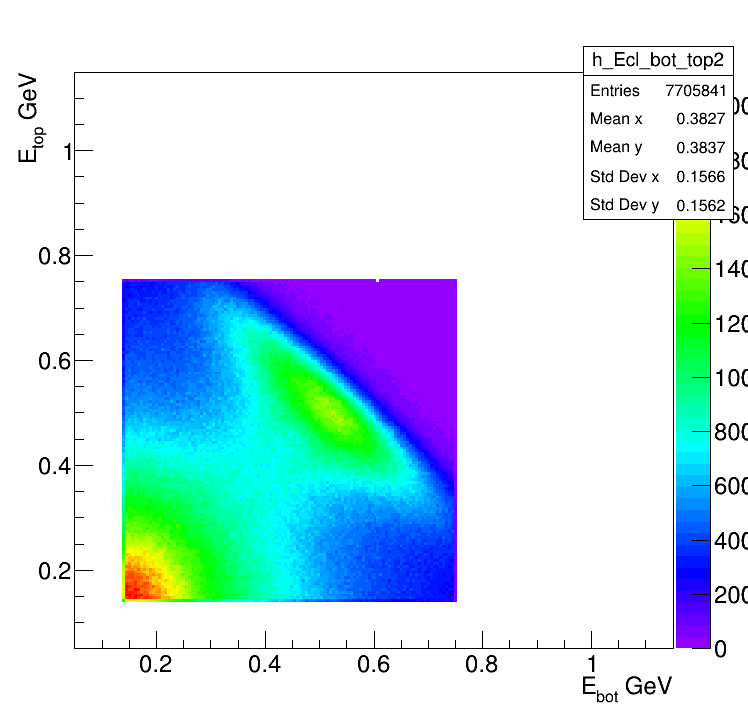 h_Ecl_bot_top2
Entries 7705841
Mean x 0.3827
Mean y 0.3837
Std Dev x 0.1566
Std Dev y 0.1562
E_top GeV
1
0.8
0.6
0.4
0.2
0.2 0.4 0.6 0.8 1
E_bot GeV
140
120
100
800
600
400
200
0